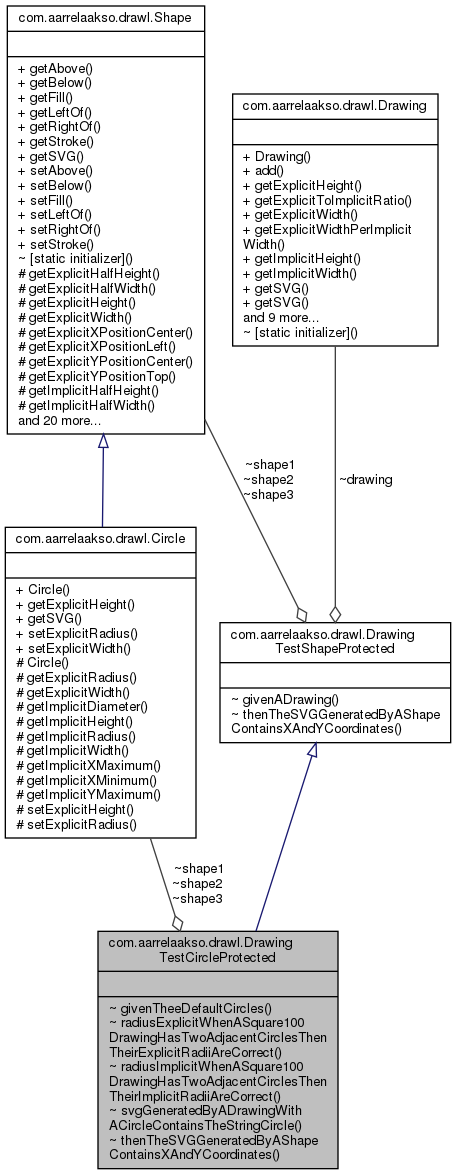 com.aarrelaakso.drawl.Shape
+ getAbove()
+ getBelow()
+ getFill()
+ getLeftOf()
+ getRightOf()
+ getStroke()
+ getSVG()
+ setAbove()
+ setBelow()
+ setFill()
+ setLeftOf()
+ setRightOf()
+ setStroke()
~ [static initializer]()
# getExplicitHalfHeight()
# getExplicitHalfWidth()
# getExplicitHeight()
# getExplicitWidth()
# getExplicitXPositionCenter()
# getExplicitXPositionLeft()
# getExplicitYPositionCenter()
# getExplicitYPositionTop()
# getImplicitHalfHeight()
# getImplicitHalfWidth()
and 20 more...
com.aarrelaakso.drawl.Drawing
+ Drawing()
+ add()
+ getExplicitHeight()
+ getExplicitToImplicitRatio()
+ getExplicitWidth()
+ getExplicitWidthPerImplicit
Width()
+ getImplicitHeight()
+ getImplicitWidth()
+ getSVG()
+ getSVG()
and 9 more...
~ [static initializer]()
~shape1
~shape2
~shape3
~drawing
com.aarrelaakso.drawl.Circle
+ Circle()
+ getExplicitHeight()
+ getSVG()
+ setExplicitRadius()
+ setExplicitWidth()
# Circle()
# getExplicitRadius()
# getExplicitWidth()
# getImplicitDiameter()
# getImplicitHeight()
# getImplicitRadius()
# getImplicitWidth()
# getImplicitXMaximum()
# getImplicitXMinimum()
# getImplicitYMaximum()
# setExplicitHeight()
# setExplicitRadius()
com.aarrelaakso.drawl.Drawing
TestShapeProtected
~ givenADrawing()
~ thenTheSVGGeneratedByAShape
ContainsXAndYCoordinates()
~shape1
~shape2
~shape3
com.aarrelaakso.drawl.Drawing
TestCircleProtected
~ givenTheeDefaultCircles()
~ radiusExplicitWhenASquare100
DrawingHasTwoAdjacentCirclesThen
TheirExplicitRadiiAreCorrect()
~ radiusImplicitWhenASquare100
DrawingHasTwoAdjacentCirclesThen
TheirImplicitRadiiAreCorrect()
~ svgGeneratedByADrawingWith
ACircleContainsTheStringCircle()
~ thenTheSVGGeneratedByAShape
ContainsXAndYCoordinates()